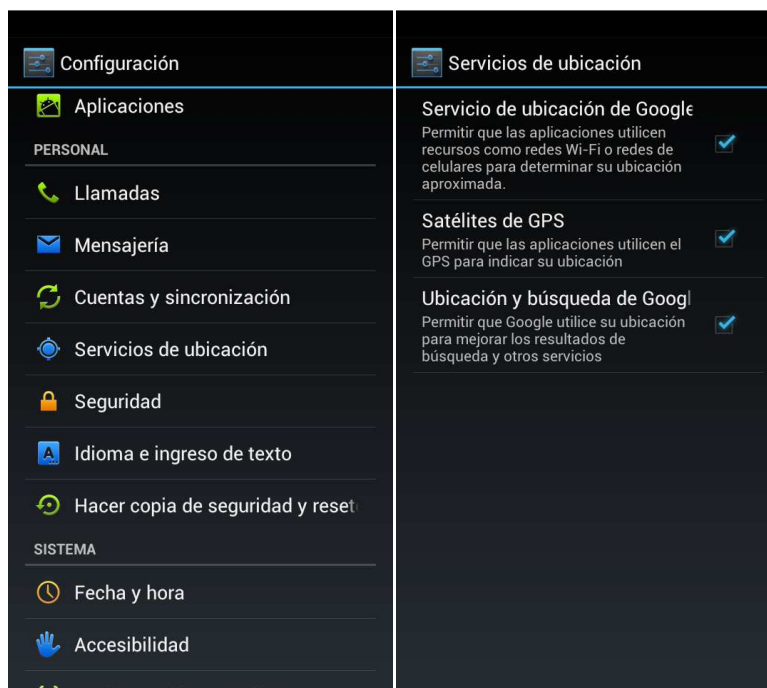 Configuración
Aplicaciones
PERSONAL
Llamadas
Mensajería
Cuentas y sincronización
Servicios de ubicación
Seguridad
Idioma e ingreso de texto
Hacer copia de seguridad y reset
SISTEMA
Fecha y hora
Accesibilidad
Servicios de ubicación
Servicio de ubicación de Google
Permitir que las aplicaciones utilicen
recursos como redes Wi-Fi o redes de
celulares para determinar su ubicación
aproximada.
Satélites de GPS
Permitir que las aplicaciones utilicen el
GPS para indicar su ubicación
Ubicación y búsqueda de Googl
Permitir que Google utilice su ubicación
para mejorar los resultados de
búsqueda y otros servicios